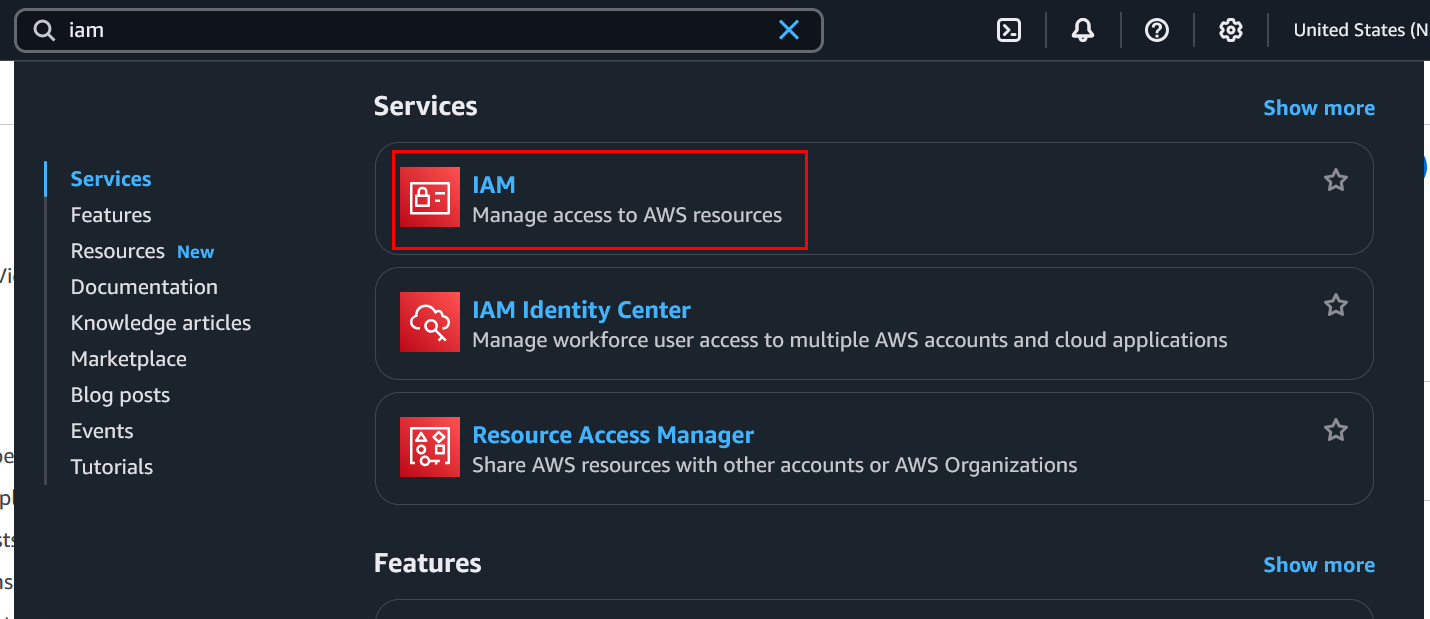 iam
United States (N.
Services
Show more
Services
Features
Resources New
Documentation
Knowledge articles
Marketplace
Blog posts
Events
Tutorials
IAM
Manage access to AWS resources
IAM Identity Center
Manage workforce user access to multiple AWS accounts and cloud applications
Resource Access Manager
Share AWS resources with other accounts or AWS Organizations
Features
Show more